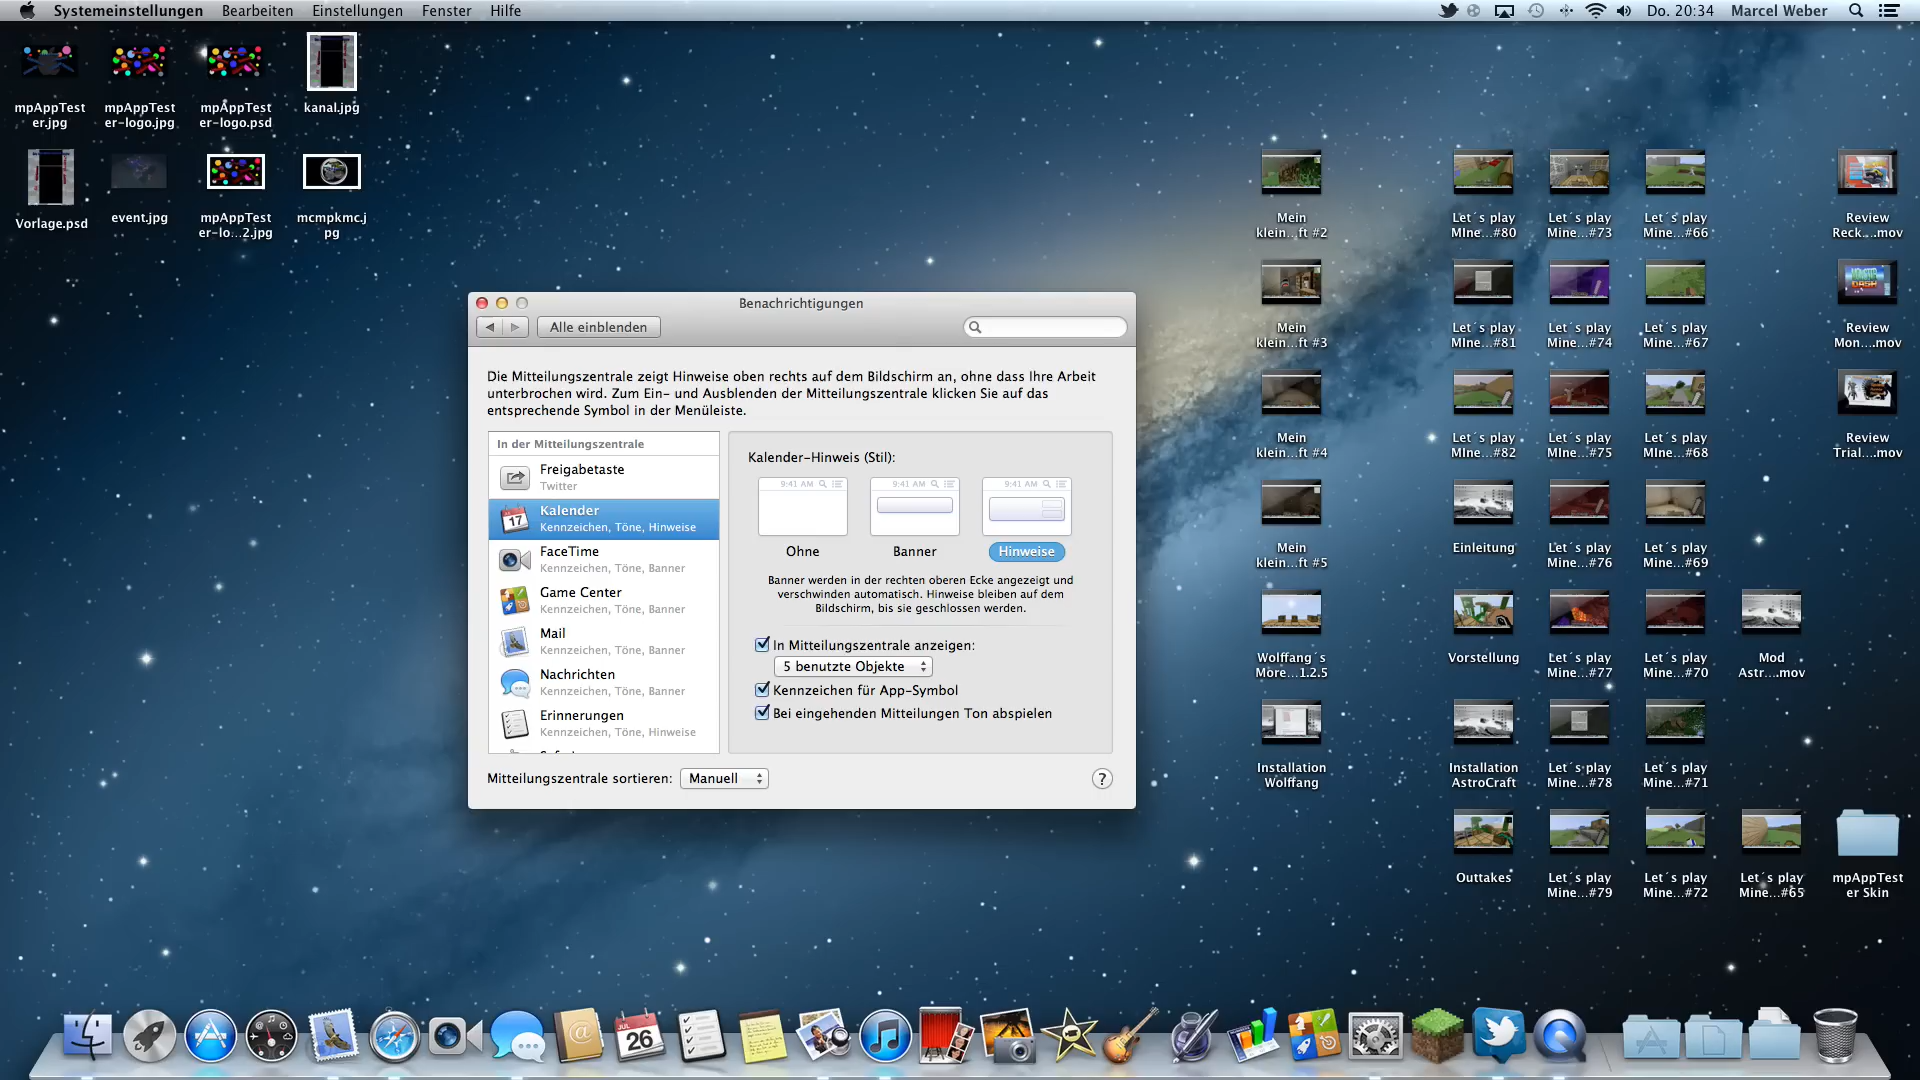 Systemeinstellungen Bearbeiten Einstellungen Fenster Hilfe
Do. 20:34 Marcel Weber
mpAppTest
er.jpg
mpAppTest
er-logo.jpg
mpAppTest
er-logo.psd
kanal.jpg
Vorlage.psd
event.jpg
mpAppTest
er-lo...2.jpg
mcmpkmc.j
pg
Benachrichtigungen
Alle einblenden
Die Mitteilungszentrale zeigt Hinweise oben rechts auf dem Bildschirm an, ohne dass Ihre Arbeit
unterbrochen wird. Zum Ein- und Ausblenden der Mitteilungszentrale klicken Sie auf das
entsprechende Symbol in der Menüleiste.
In der Mitteilungszentrale
Freigabetaste
Twitter
17
Kalender
Kennzeichen, Töne, Hinweise
FaceTime
Kennzeichen, Töne, Banner
Game Center
Kennzeichen, Töne, Banner
Mail
Kennzeichen, Töne, Banner
Nachrichten
Kennzeichen, Töne, Banner
Erinnerungen
Kennzeichen, Töne, Hinweise
Kalender-Hinweis (Stil):
9:41 AM
9:41 AM
9:41 AM
Ohne
Banner
Hinweise
Banner werden in der rechten oberen Ecke angezeigt und
verschwinden automatisch. Hinweise bleiben auf dem
Bildschirm, bis sie geschlossen werden.
In Mitteilungszentrale anzeigen:
5 benutzte Objekte
Kennzeichen für App-Symbol
Bei eingehenden Mitteilungen Ton abspielen
Mitteilungszentrale sortieren: Manuell
?
Mein
klein...ft #2
Let´s play
MIne...#80
Let´s play
Mine...#73
Let´s play
Mine...#66
Review
Reck....mov
Mein
klein...ft #3
Let´s play
MIne...#81
Let´s play
Mine...#74
Let´s play
Mine...#67
Review
Mon....mov
Mein
klein...ft #4
Let´s play
MIne...#82
Let´s play
Mine...#75
Let´s play
Mine...#68
Review
Trial....mov
Mein
klein...ft #5
Einleitung
Let´s play
Mine...#76
Let´s play
Mine...#69
Wolffang´s
More...1.2.5
Vorstellung
Let´s play
Mine...#77
Let´s play
Mine...#70
Mod
Astr....mov
Installation
Wolffang
Installation
AstroCraft
Let´s play
Mine...#78
Let´s play
Mine...#71
Outtakes
Let´s play
Mine...#79
Let´s play
Mine...#72
Let´s play
Mine...#65
mpAppTest
er Skin
JUL
26